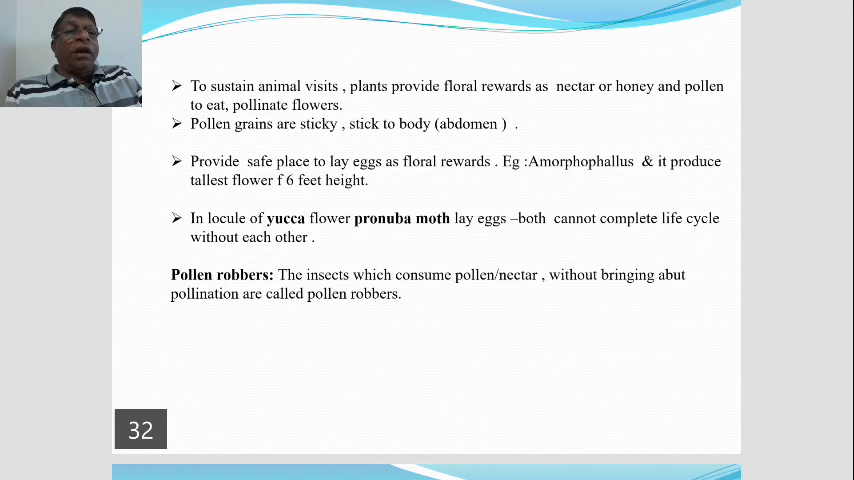 ➢ To sustain animal visits , plants provide floral rewards as nectar or honey and pollen
to eat, pollinate flowers.
➢ Pollen grains are sticky , stick to body (abdomen ) .
➢ Provide safe place to lay eggs as floral rewards . Eg :Amorphophallus & it produce
tallest flower f 6 feet height.
➢ In locule of yucca flower pronuba moth lay eggs –both cannot complete life cycle
without each other .
Pollen robbers: The insects which consume pollen/nectar , without bringing abut
pollination are called pollen robbers.
32